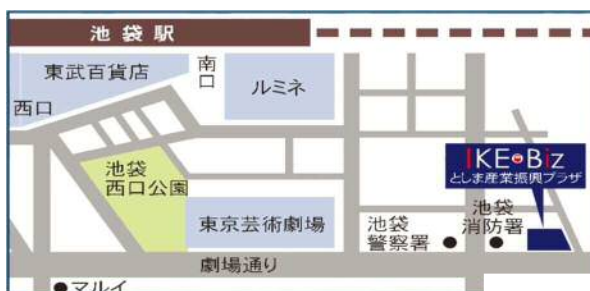 池袋駅
東武百貨店
南口
ルミネ
西口
IKE・Biz
としま産業振興プラザ
池袋
西口公園
東京芸術劇場
池袋
警察署
池袋
消防署
劇場通り
マルイ